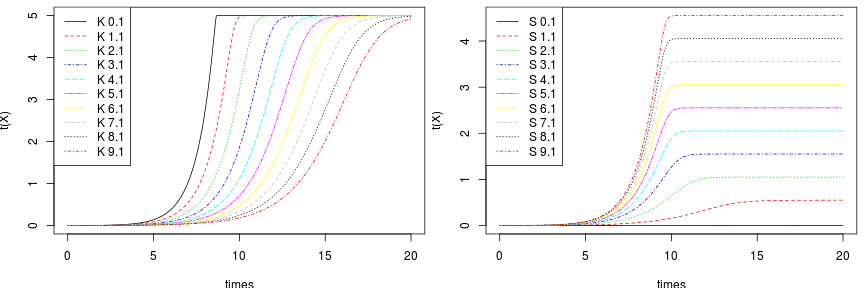 t(X)
5
4
3
2
1
0
K 0.1
K 1.1
K 2.1
K 3.1
K 4.1
K 5.1
K 6.1
K 7.1
K 8.1
K 9.1
0 5 10 15 20
times
t(X)
4
3
2
1
0
S 0.1
S 1.1
S 2.1
S 3.1
S 4.1
S 5.1
S 6.1
S 7.1
S 8.1
S 9.1
0 5 10 15 20
times